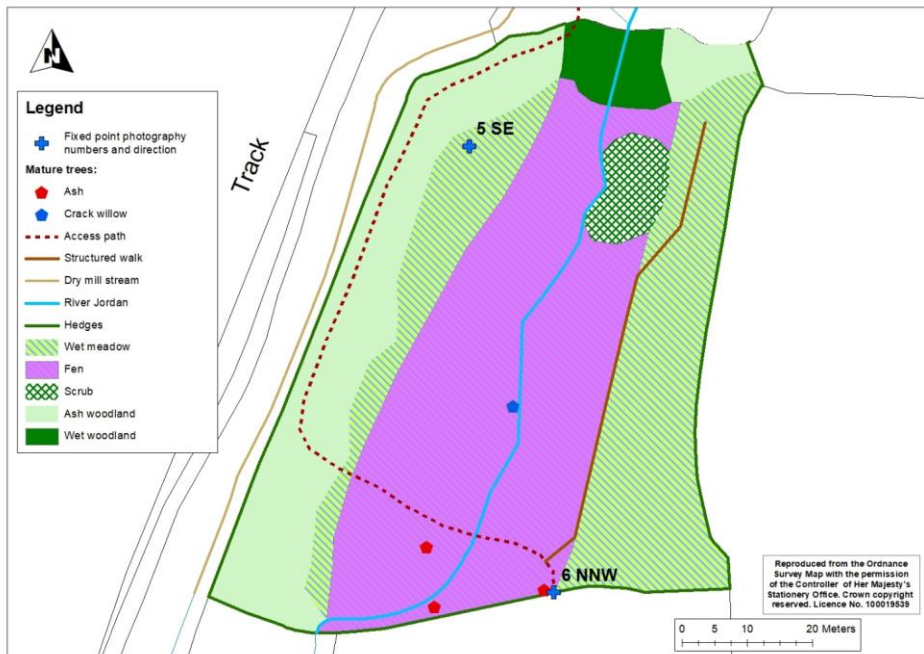 N
Legend
Fixed point photography
numbers and direction
Mature trees:
Ash
Crack willow
Access path
Structured walk
Dry mill stream
River Jordan
Hedges
Wet meadow
Fen
Scrub
Ash woodland
Wet woodland
Track
5 SE
6 NNW
Reproduced from the Ordnance
Survey Map with the permission
of the Controller of Her Majesty's
Stationery Office. Crown copyright
reserved. Licence No. 100019539
0 5 10 20 Meters